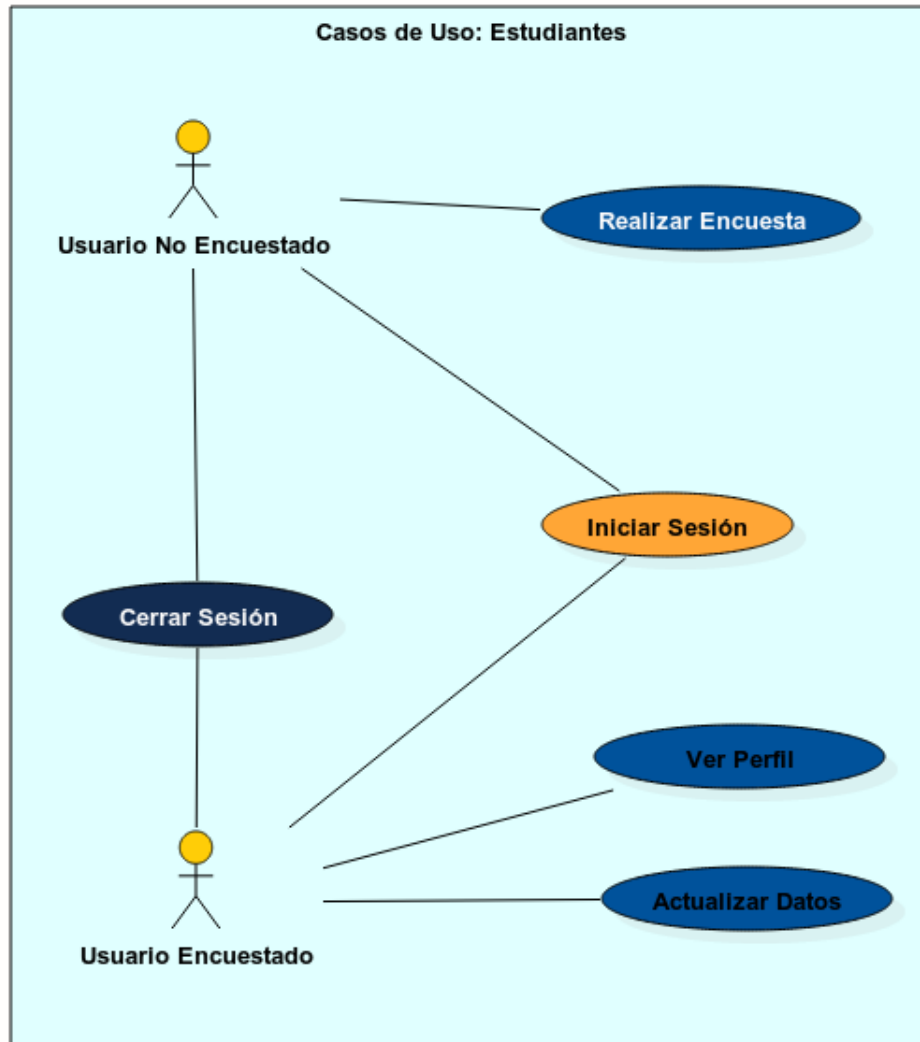 Casos de Uso: Estudiantes
Realizar Encuesta
Usuario No Encuestado
Iniciar Sesión
Cerrar Sesión
Ver Perfil
Actualizar Datos
Usuario Encuestado